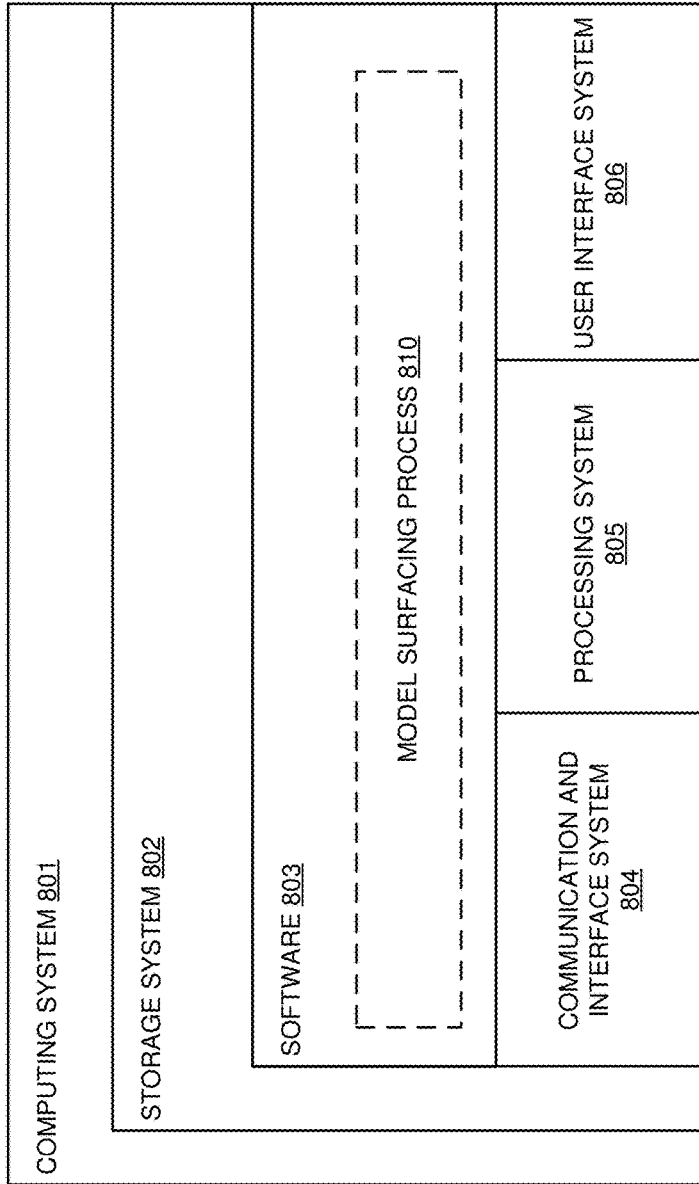 COMPUTING SYSTEM 801
STORAGE SYSTEM 802
SOFTWARE 803
MODEL SURFACING PROCESS 810
COMMUNICATION AND
INTERFACE SYSTEM
804
PROCESSING SYSTEM
805
USER INTERFACE SYSTEM
806